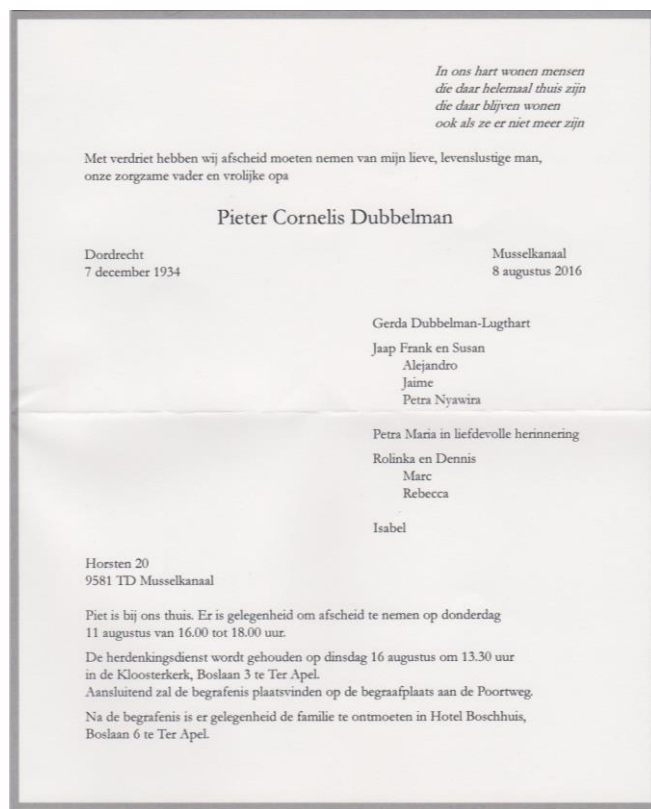 In ons hart wonen mensen
die daar helemaal thuis zijn
die daar blijven wonen
ook als ze er niet meer zijn
Met verdriet hebben wij afscheid moeten nemen van mijn lieve, levenslustige man,
onze zorgzame vader en vrolijke opa
Pieter Cornelis Dubbelman
Dordrecht
7 december 1934
Musselkanaal
8 augustus 2016
Gerda Dubbelman-Lugthart
Jaap Frank en Susan
Alejandro
Jaime
Petra Nyawira
Petra Maria in liefdevolle herinnering
Rolinka en Dennis
Marc
Rebecca
Isabel
Horsten 20
9581 TD Musselkanaal
Piet is bij ons thuis. Er is gelegenheid om afscheid te nemen op donderdag
11 augustus van 16.00 tot 18.00 uur.
De herdenkingsdienst wordt gehouden op dinsdag 16 augustus om 13.30 uur
in de Kloosterkerk, Boslaan 3 te Ter Apel.
Aansluitend zal de begrafenis plaatsvinden op de begraafplaats aan de Poortweg.
Na de begrafenis is er gelegenheid de familie te ontmoeten in Hotel Boschhuis,
Boslaan 6 te Ter Apel.